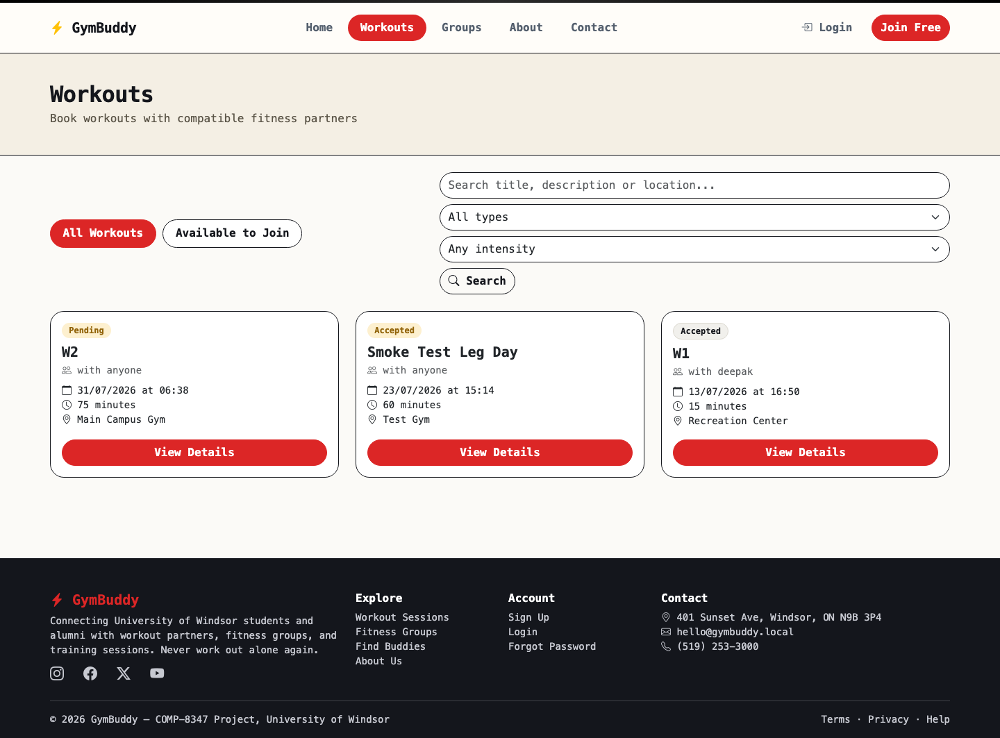 GymBuddy
Home
Workouts
Groups
About
Contact
Login
Join Free
Workouts
Book workouts with compatible fitness partners
All Workouts
Available to Join
Search title, description or location...
All types
Any intensity
Search
Pending
W2
with anyone
31/07/2026 at 06:38
75 minutes
Main Campus Gym
View Details
Accepted
Smoke Test Leg Day
with anyone
23/07/2026 at 15:14
60 minutes
Test Gym
View Details
Accepted
W1
with deepak
13/07/2026 at 16:50
15 minutes
Recreation Center
View Details
GymBuddy
Connecting University of Windsor students and
alumni with workout partners, fitness groups, and
training sessions. Never work out alone again.
Explore
Workout Sessions
Fitness Groups
Find Buddies
About Us
Account
Sign Up
Login
Forgot Password
Contact
401 Sunset Ave, Windsor, ON N9B 3P4
hello@gymbuddy.local
(519) 253-3000
© 2026 GymBuddy — COMP-8347 Project, University of Windsor
Terms · Privacy · Help